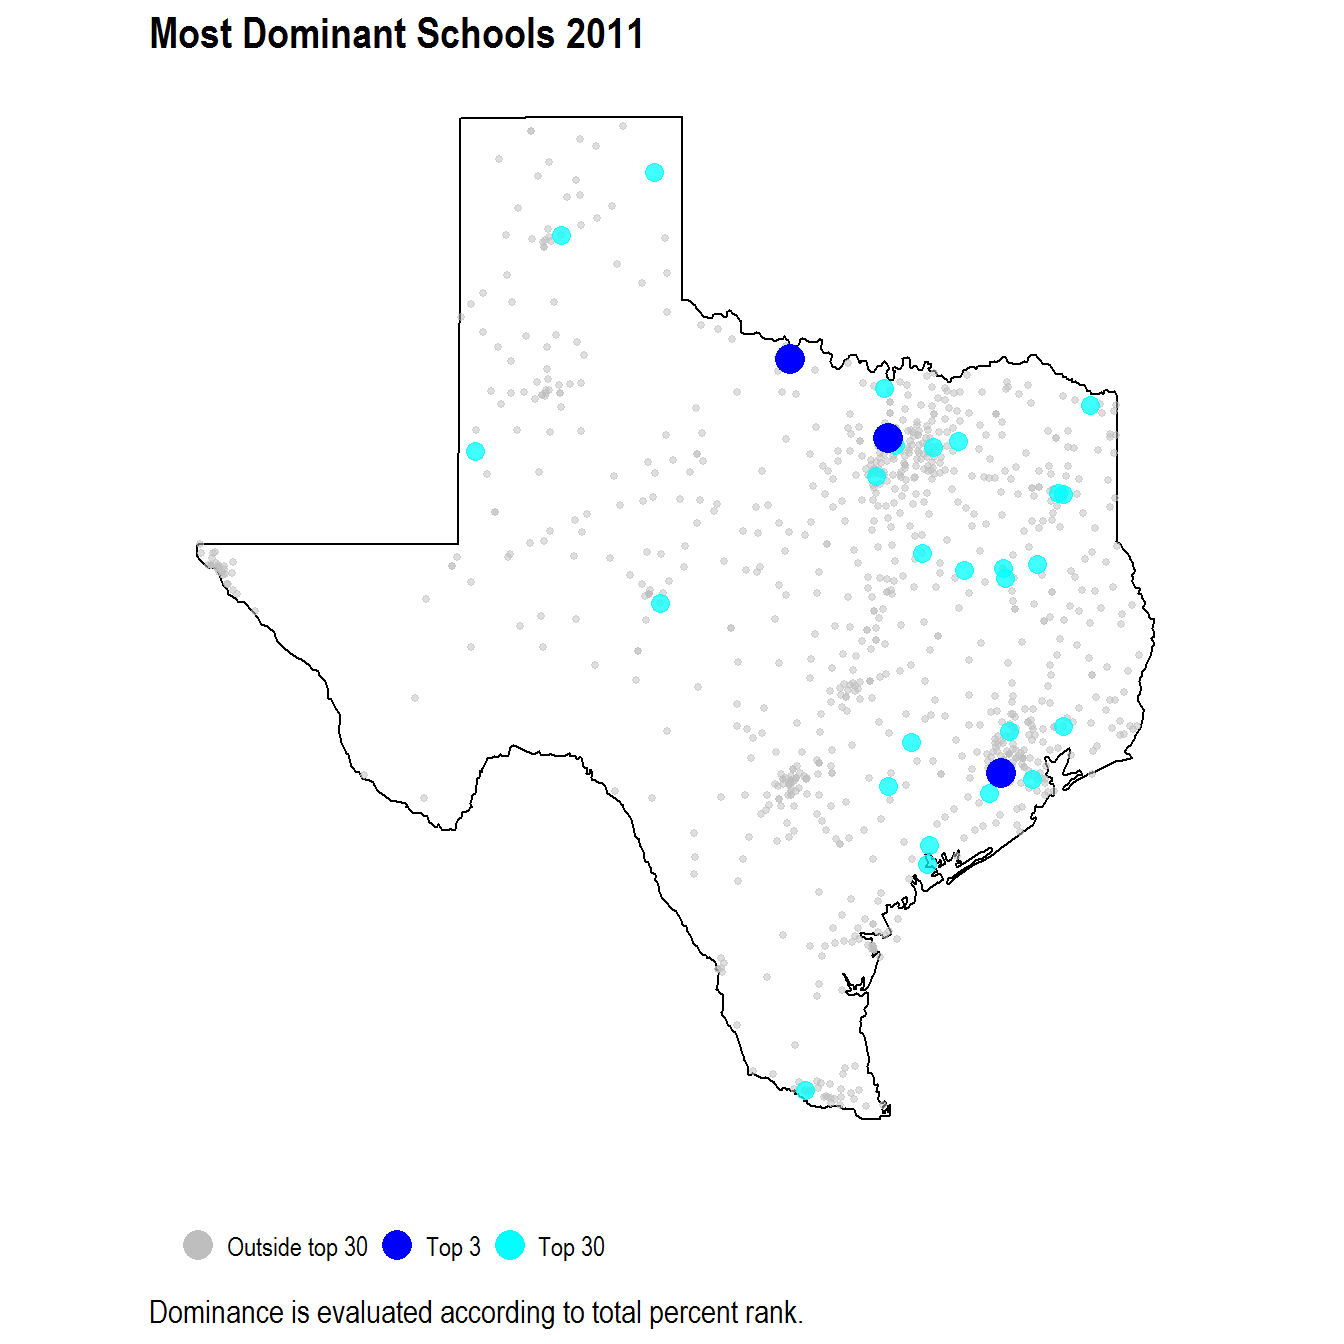 Most Dominant Schools 2011
Outside top 30 Top 3 Top 30
Dominance is evaluated according to total percent rank.